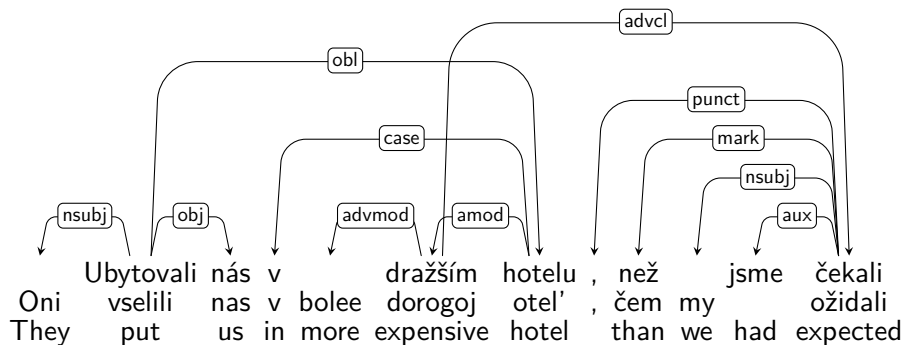 advcl
obl
punct
case mark
nsubj
nsubj obj advmod amod aux
Ubytovali nás v dražším hotelu , než jsme čekali
Oni vselili nas v bolee dorogoj otel' , čem my ožidali
They put us in more expensive hotel than we had expected